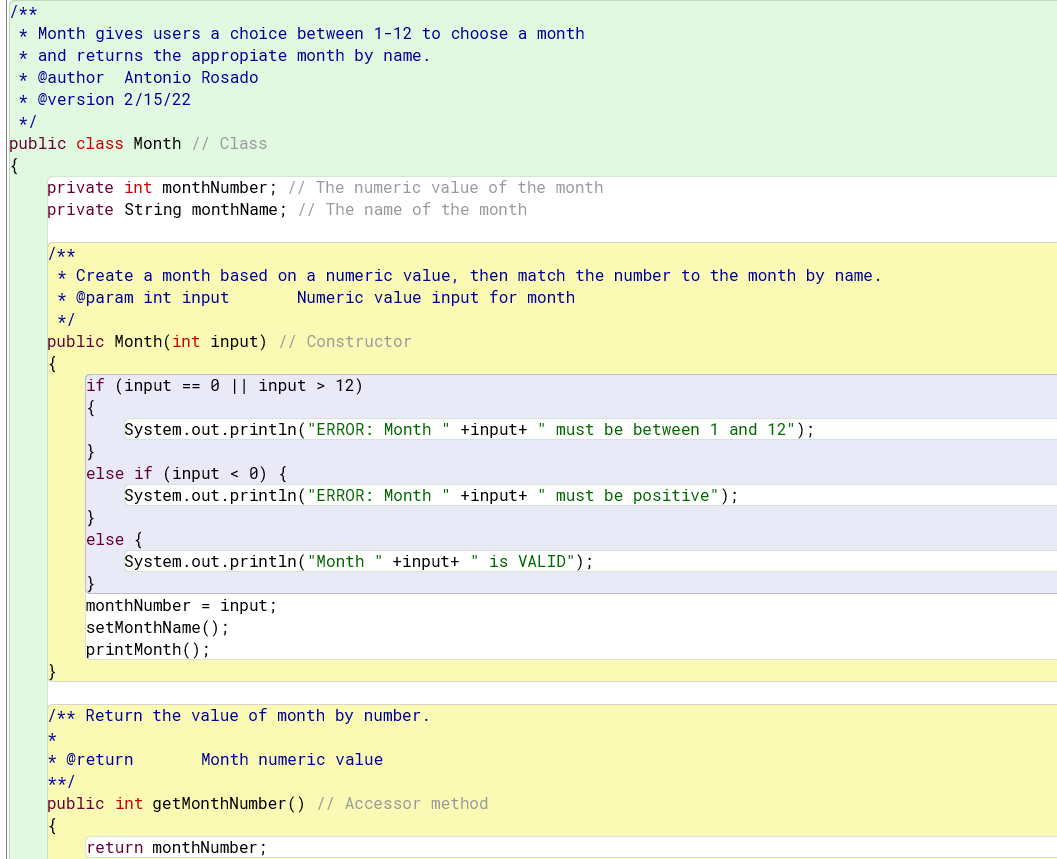 /**
 * Month gives users a choice between 1-12 to choose a month
 * and returns the appropiate month by name.
 * @author  Antonio Rosado
 * @version 2/15/22
 */
public class Month // Class
{
    private int monthNumber; // The numeric value of the month
    private String monthName; // The name of the month

    /**
     * Create a month based on a numeric value, then match the number to the month by name.
     * @param int input       Numeric value input for month
     */
    public Month(int input) // Constructor
    {
        if (input == 0 || input > 12)
        {
            System.out.println("ERROR: Month " +input+ " must be between 1 and 12");
        }
        else if (input < 0) {
            System.out.println("ERROR: Month " +input+ " must be positive");
        }
        else {
            System.out.println("Month " +input+ " is VALID");
        }
        monthNumber = input;
        setMonthName();
        printMonth();
    }

    /** Return the value of month by number.
    *
    * @return       Month numeric value
    **/
    public int getMonthNumber() // Accessor method
    {
        return monthNumber;